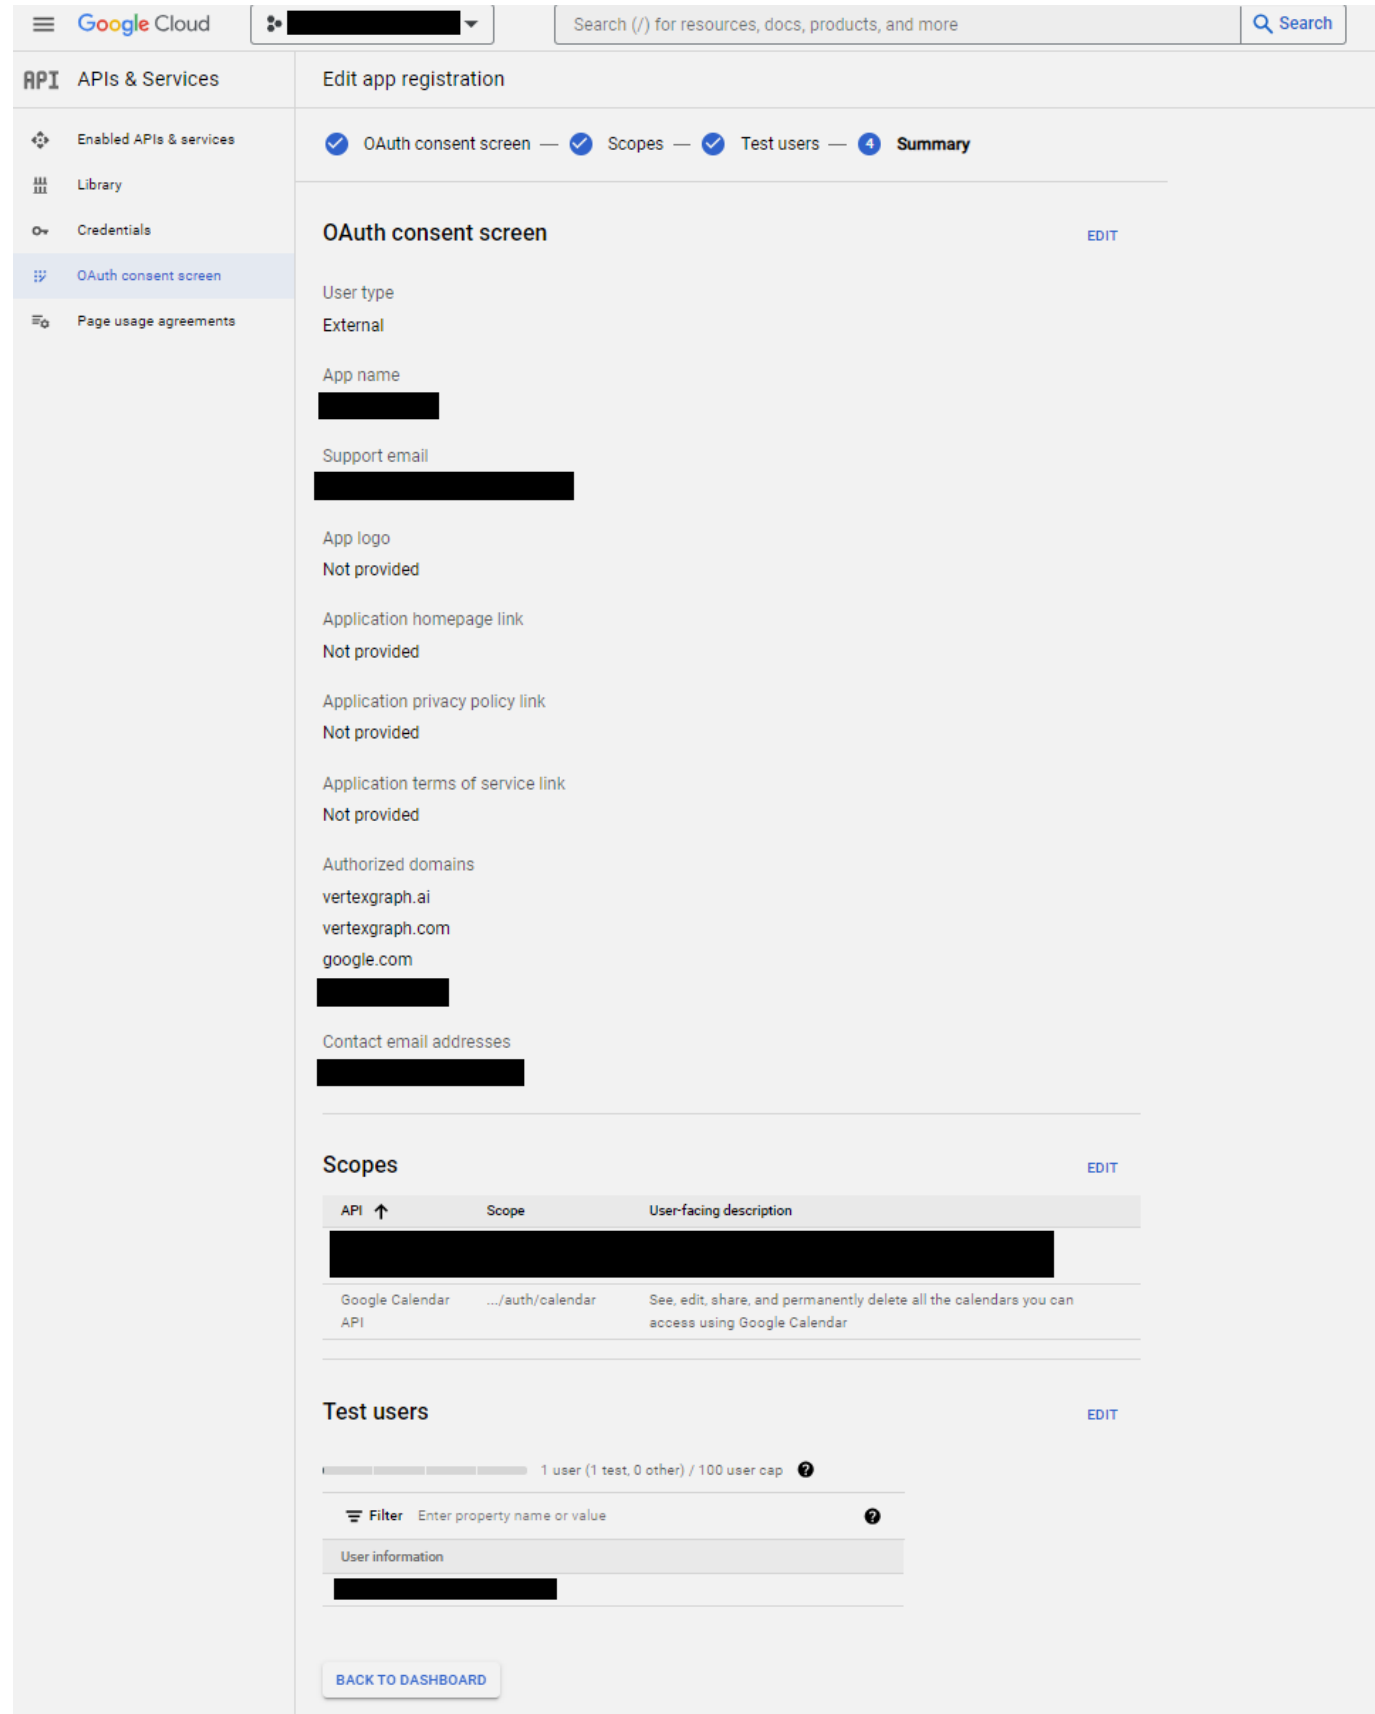 Google Cloud
Search (/) for resources, docs, products, and more
Search
API APIs & Services
Edit app registration
Enabled APIs & services
Library
Credentials
OAuth consent screen
Page usage agreements
OAuth consent screen — Scopes — Test users — 4 Summary
OAuth consent screen
EDIT
User type
External
App name
Support email
App logo
Not provided
Application homepage link
Not provided
Application privacy policy link
Not provided
Application terms of service link
Not provided
Authorized domains
vertexgraph.ai
vertexgraph.com
google.com
Contact email addresses
Scopes
EDIT
API Scope User-facing description
Google Calendar API
.../auth/calendar
See, edit, share, and permanently delete all the calendars you can
access using Google Calendar
Test users
EDIT
1 user (1 test, 0 other) / 100 user cap
Filter Enter property name or value
User information
BACK TO DASHBOARD